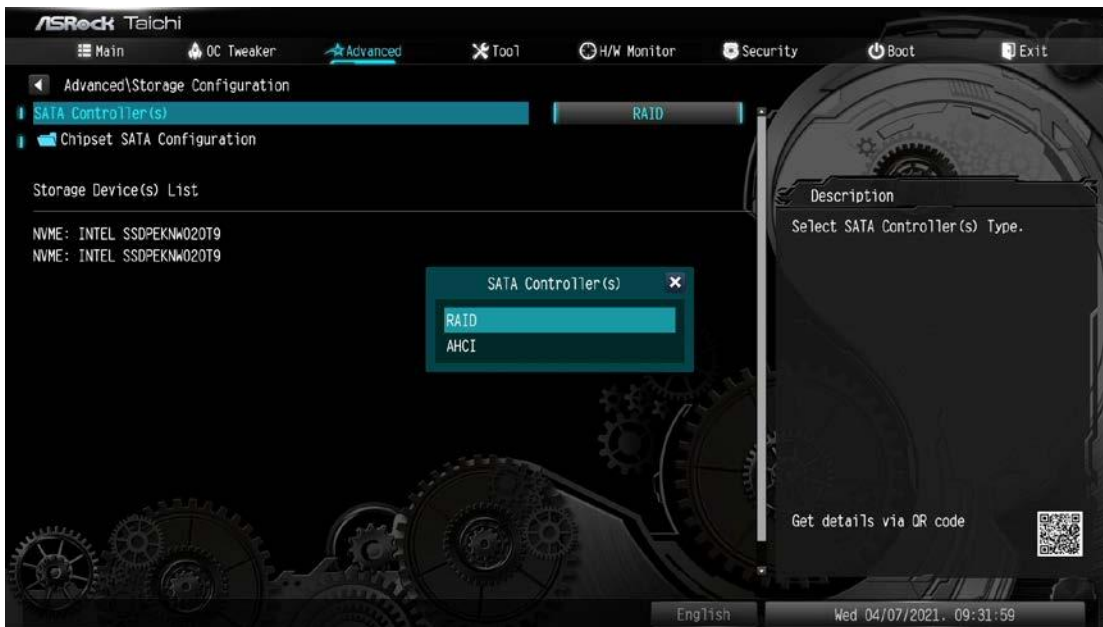 ASRock Taichi
Main
OC Tweaker
Advanced
Tool
H/W Monitor
Security
Boot
Exit
Advanced\Storage Configuration
SATA Controller(s)
RAID
Chipset SATA Configuration
Storage Device(s) List
NVME: INTEL SSDPEKNW020T9
NVME: INTEL SSDPEKNW020T9
SATA Controller(s)
RAID
AHCI
Description
Select SATA Controller(s) Type.
Get details via QR code
English
Wed 04/07/2021. 09:31:59